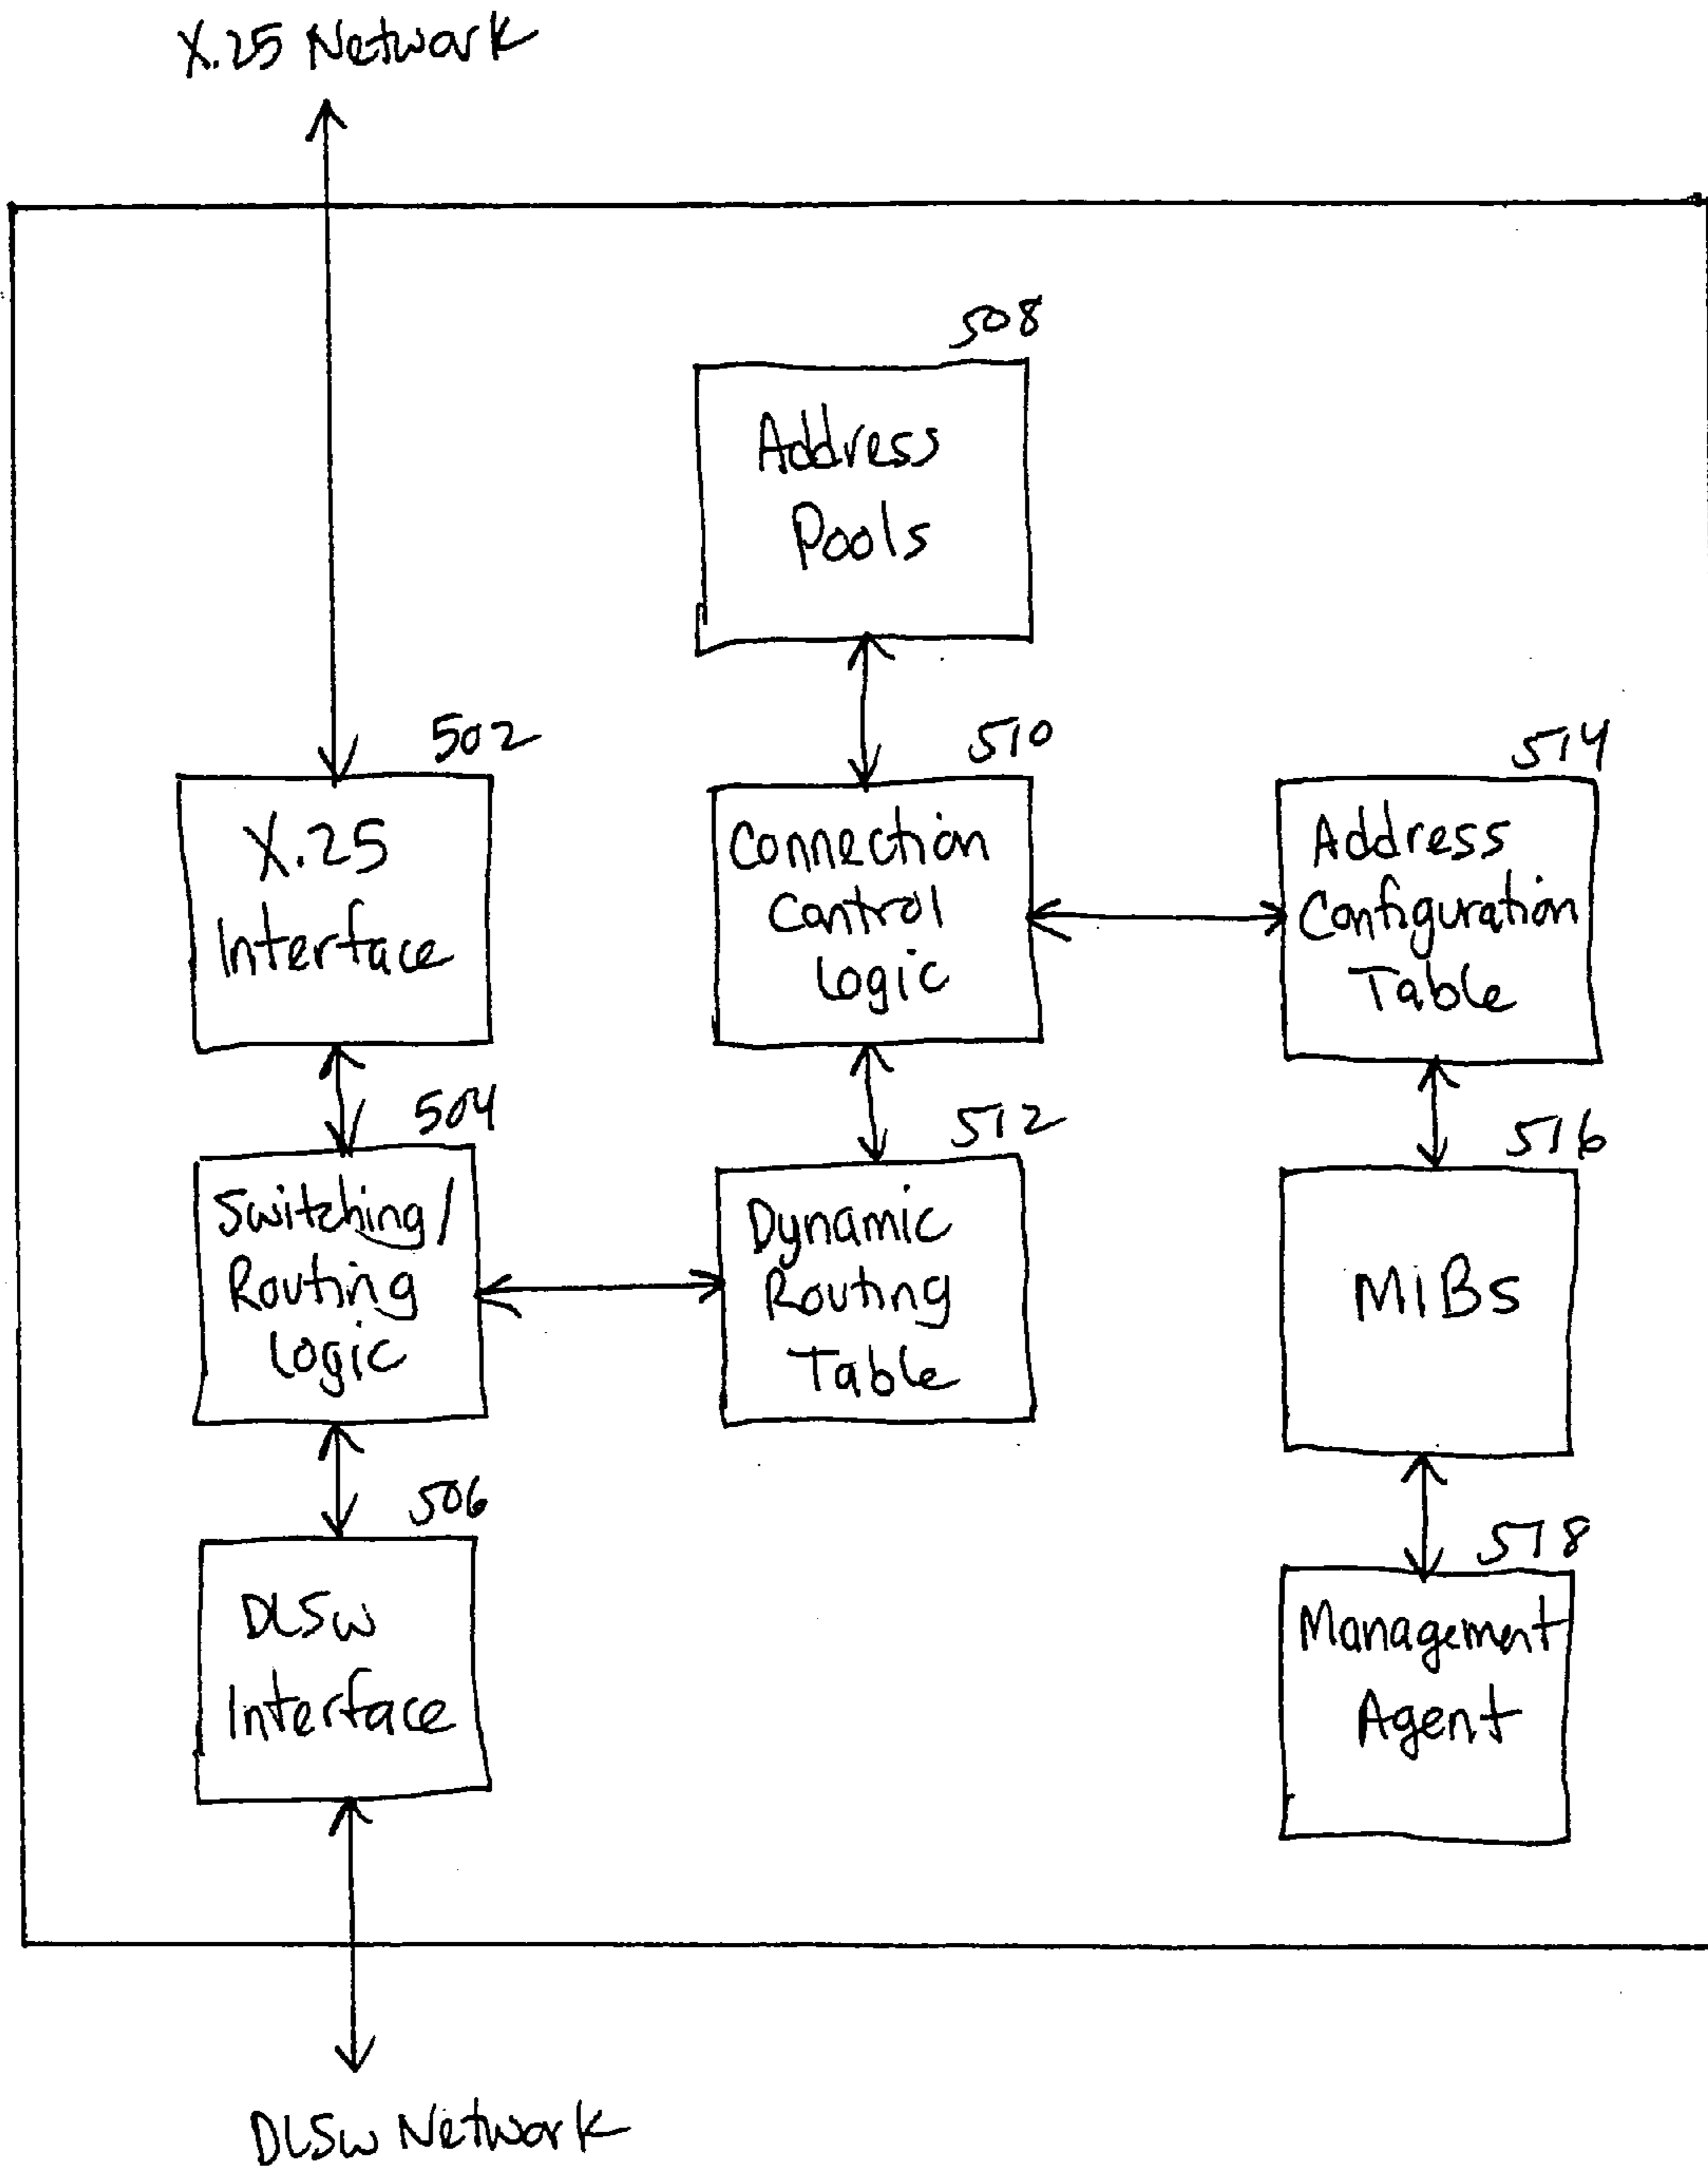 X.25 Network
508
Address
Pools
502
X.25
Interface
510
Connection
Control
Logic
514
Address
Configuration
Table
504
Switching/
Routing
Logic
512
Dynamic
Routing
Table
516
MIBs
506
DLSw
Interface
518
Management
Agent
DLSw Network